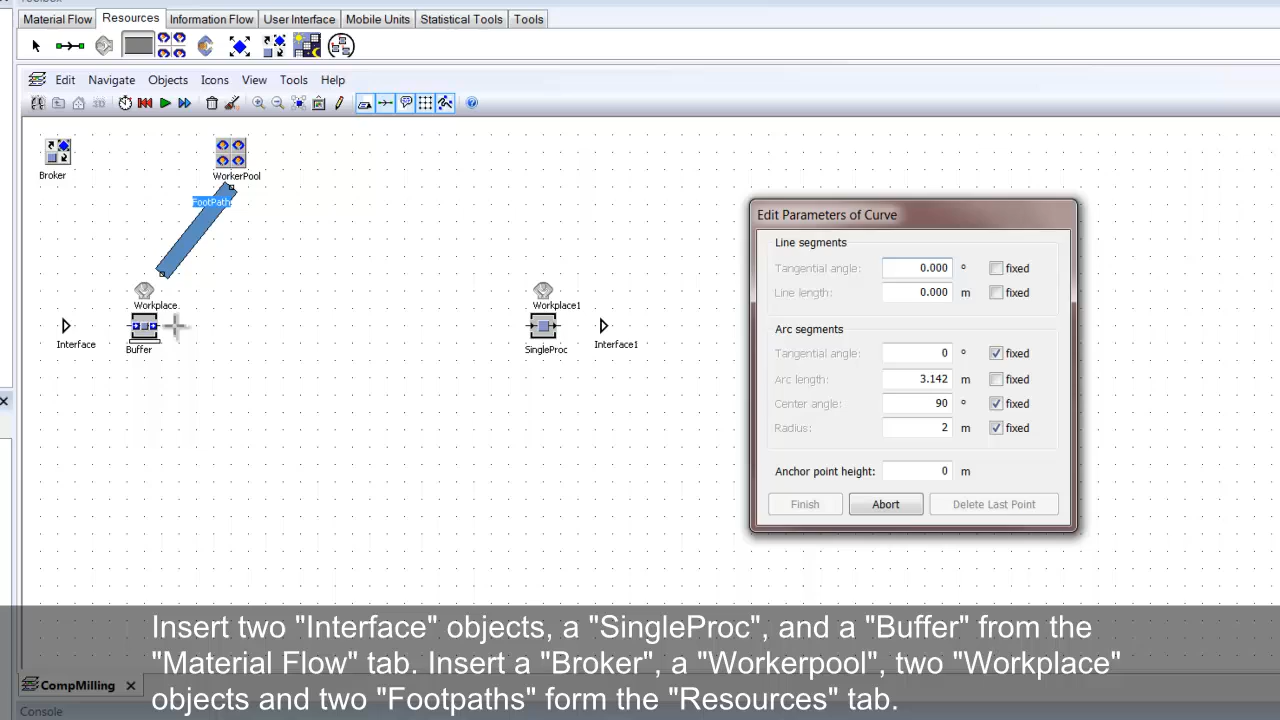 Toolbox
Material Flow Resources Information Flow User Interface Mobile Units Statistical Tools Tools
Edit Navigate Objects Icons View Tools Help
Broker
WorkerPool
FootPath
Workplace
Interface
Buffer
Workplace1
SingleProc
Interface1
Edit Parameters of Curve
Line segments
Tangential angle: 0.000 ° fixed
Line length: 0.000 m fixed
Arc segments
Tangential angle: 0 ° fixed
Arc length: 3.142 m fixed
Center angle: 90 ° fixed
Radius: 2 m fixed
Anchor point height: 0 m
Finish Abort Delete Last Point
Insert two "Interface" objects, a "SingleProc", and a "Buffer" from the
"Material Flow" tab. Insert a "Broker", a "Workerpool", two "Workplace"
objects and two "Footpaths" form the "Resources" tab.
CompMilling
Console